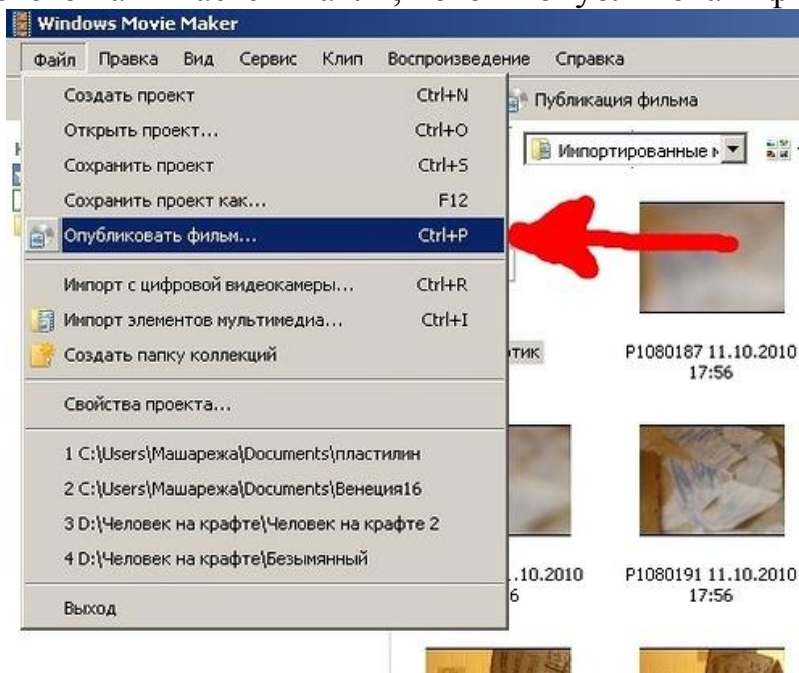 Windows Movie Maker
Файл Правка Вид Сервис Клип Воспроизведение Справка
Создать проект Ctrl+N
Открыть проект... Ctrl+O
Сохранить проект Ctrl+S
Сохранить проект как... F12
Опубликовать фильм... Ctrl+P
Импорт с цифровой видеокамеры... Ctrl+R
Импорт элементов мультимедиа... Ctrl+I
Создать папку коллекций
Свойства проекта...
1 C:\Users\Машарежа\Documents\пластилин
2 C:\Users\Машарежа\Documents\Венеция16
3 D:\Человек на крафте\Человек на крафте 2
4 D:\Человек на крафте\Безымянный
Выход
Публикация фильма
Импортированные
P1080187 11.10.2010
17:56
.10.2010
6
P1080191 11.10.2010
17:56